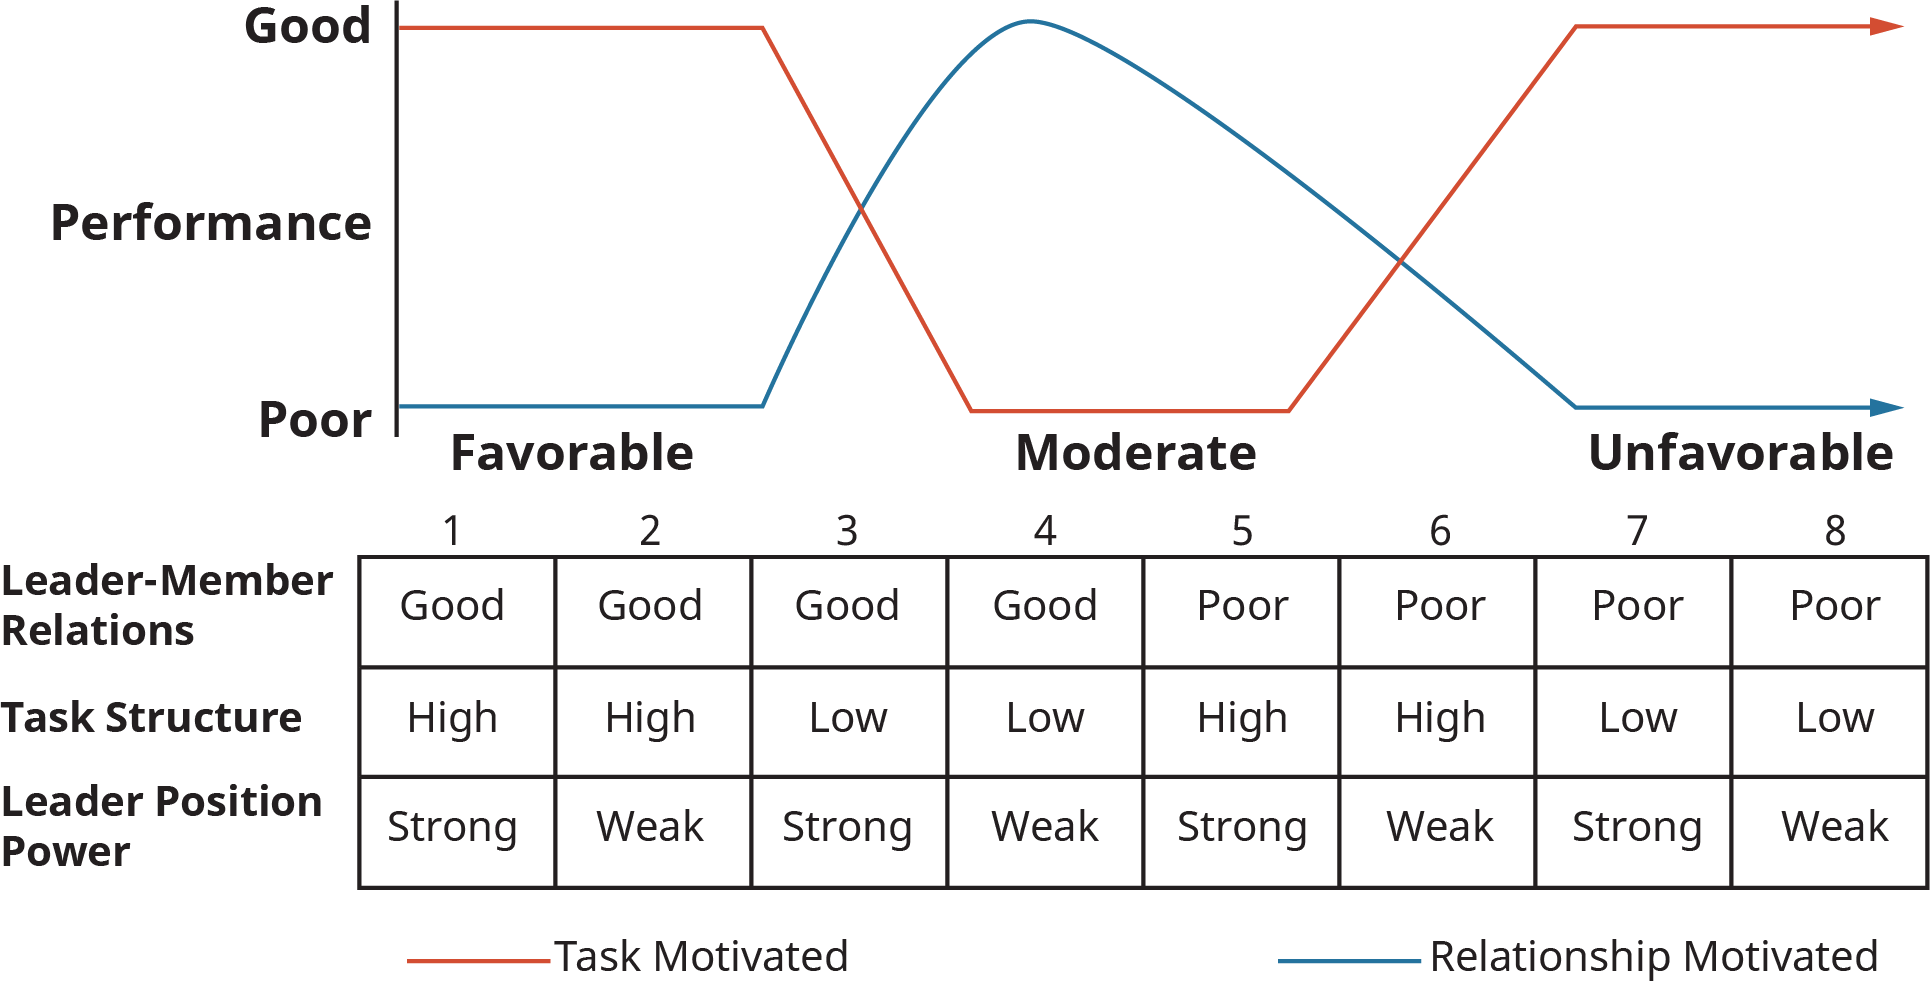 Good
Performance
Poor
Favorable Moderate Unfavorable
1 2 3 4 5 6 7 8
Leader-Member
Relations
Good Good Good Good Poor Poor Poor Poor
Task Structure
High High Low Low High High Low Low
Leader Position
Power
Strong Weak Strong Weak Strong Weak Strong Weak
Task Motivated Relationship Motivated